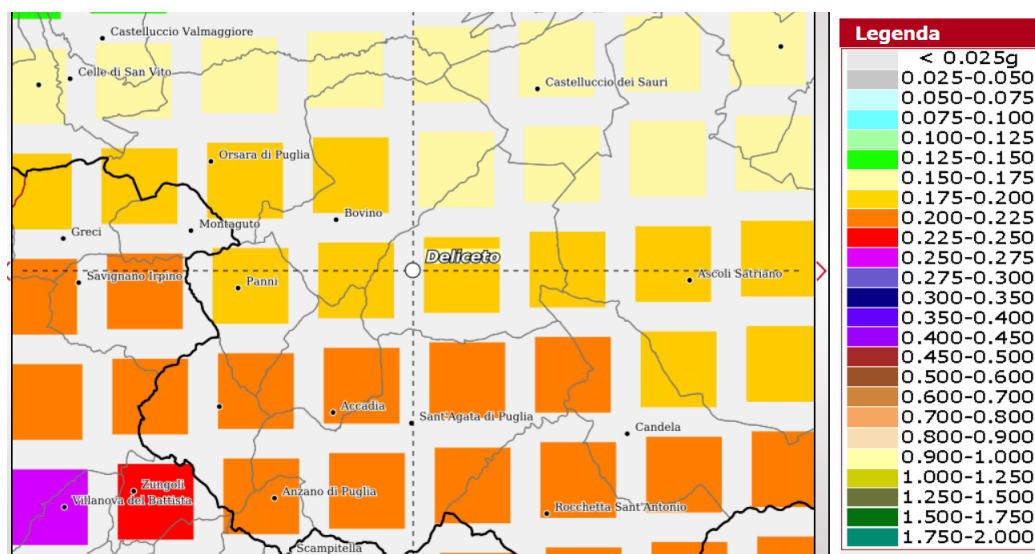 Castelluccio Valmaggiore
Celle di San Vito
Castelluccio dei Sauri
Orsara di Puglia
Bovino
Montaguto
Greci
Deliceto
Savignano Irpino
Panni
Ascoli Satriano
Accadia
Sant'Agata di Puglia
Candela
Zungoli
Villanova del Battista
Anzano di Puglia
Rocchetta Sant'Antonio
Scampitella
Legenda
< 0.025g
0.025-0.050
0.050-0.075
0.075-0.100
0.100-0.125
0.125-0.150
0.150-0.175
0.175-0.200
0.200-0.225
0.225-0.250
0.250-0.275
0.275-0.300
0.300-0.350
0.350-0.400
0.400-0.450
0.450-0.500
0.500-0.600
0.600-0.700
0.700-0.800
0.800-0.900
0.900-1.000
1.000-1.250
1.250-1.500
1.500-1.750
1.750-2.000